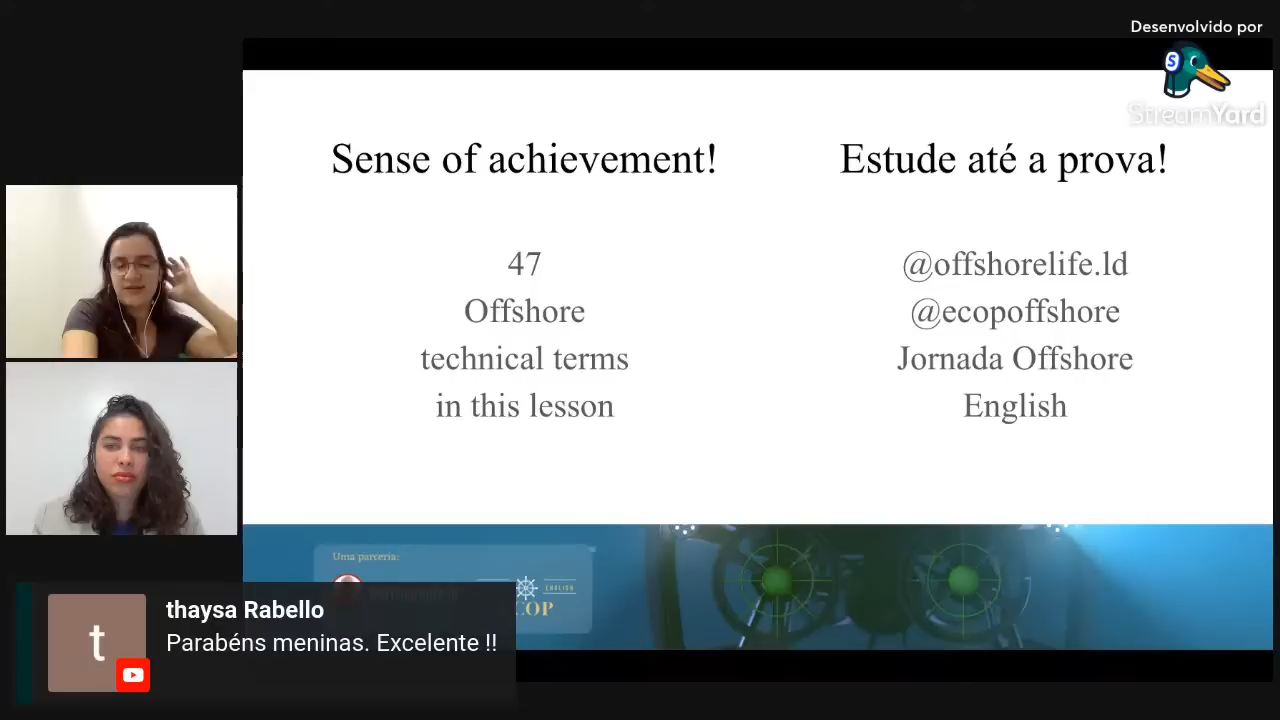 Desenvolvido por
StreamYard
Sense of achievement!
47
Offshore
technical terms
in this lesson
Estude até a prova!
@offshorelife.ld
@ecopoffshore
Jornada Offshore
English
Uma parceria:
ENGLISH
thaysa Rabello
Parabéns meninas. Excelente !!
t
S